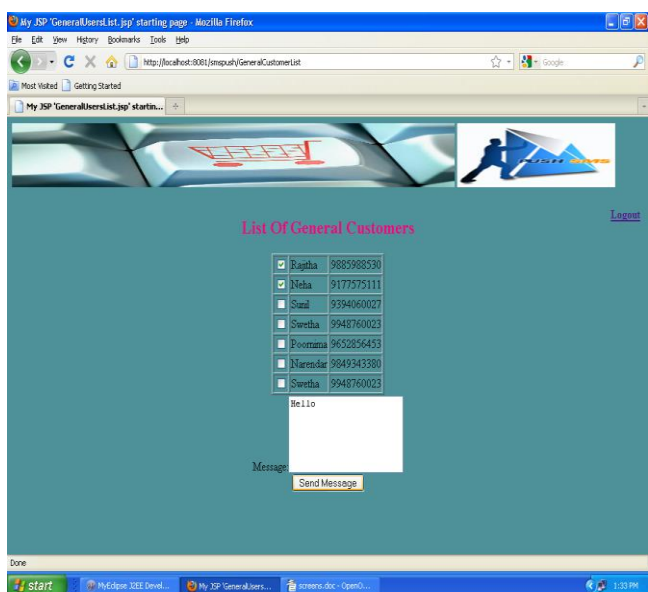 My JSP 'GeneralUsersList.jsp' starting page - Mozilla Firefox
File Edit View History Bookmarks Tools Help
http://localhost:8081/smspush/GeneralCustomerList
Google
Most Visited Getting Started
My JSP 'GeneralUsersList.jsp' startin...
PUSH SMS
Logout
List Of General Customers
Rajitha 9885988530
Neha 9177575111
Sunil 9394060027
Swetha 9948760023
Poornima 9652856453
Narendar 9849343380
Swetha 9948760023
Hello
Message:
Send Message
Done
start
MyEclipse J2EE Devel...
My JSP 'GeneralUsers...
screens.doc - OpenO...
1:33 PM